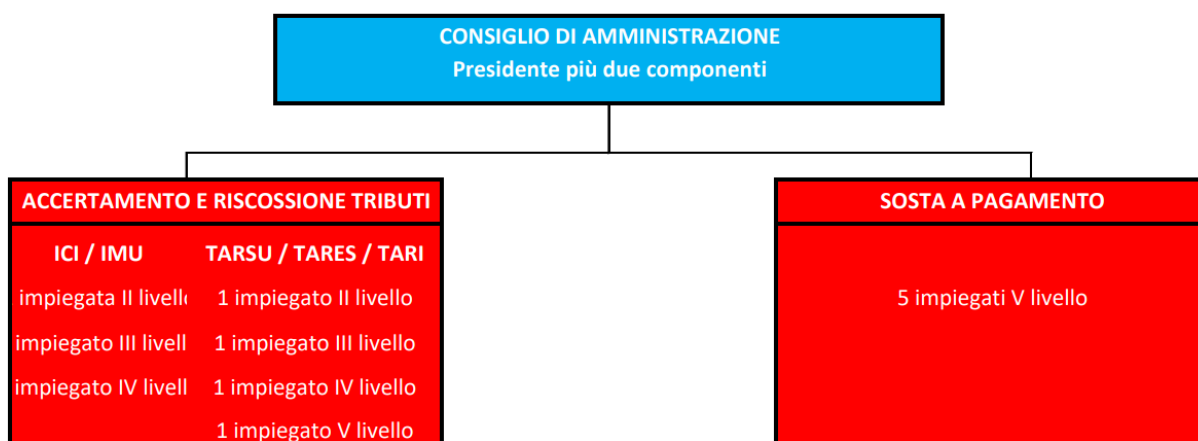 CONSIGLIO DI AMMINISTRAZIONE
Presidente più due componenti
ACCERTAMENTO E RISCOSSIONE TRIBUTI
ICI / IMU
impiegata II livell
impiegato III livell
impiegato IV livell
TARSU / TARES / TARI
1 impiegato II livello
1 impiegato III livello
1 impiegato IV livello
1 impiegato V livello
SOSTA A PAGAMENTO
5 impiegati V livello